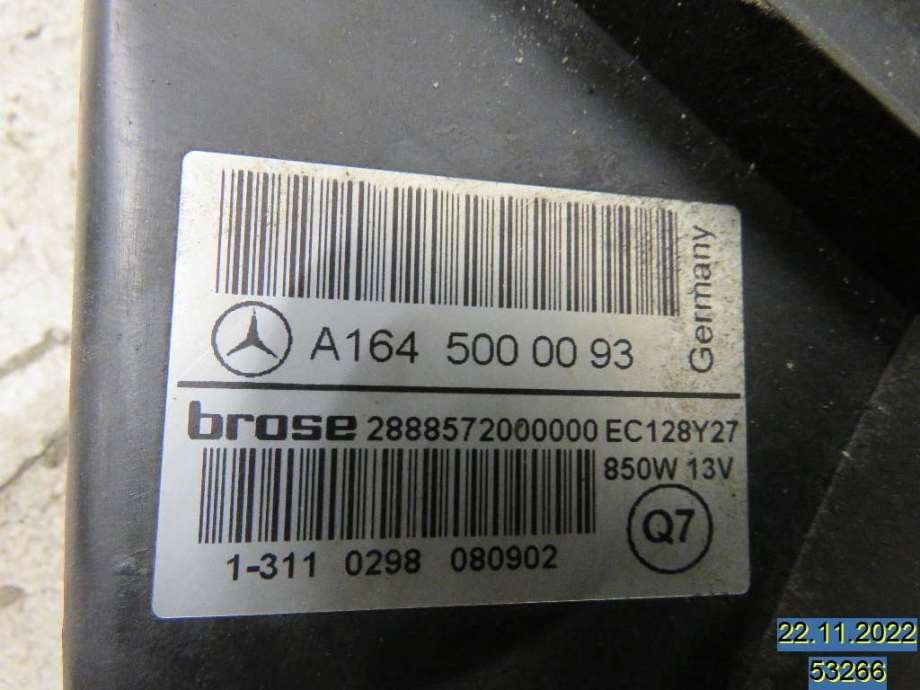 A164 500 00 93
Germany
brose 2888572000000 EC128Y27
850W 13V
Q7
1-311 0298 080902
22.11.2022
53266